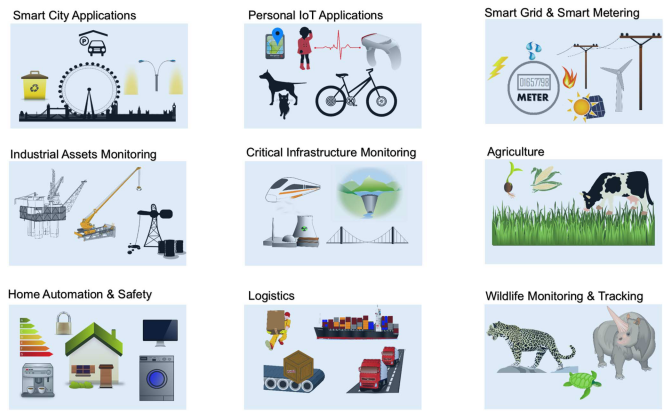 Smart City Applications
Personal IoT Applications
Smart Grid & Smart Metering
P
01657798
METER
Industrial Assets Monitoring
Critical Infrastructure Monitoring
Agriculture
Home Automation & Safety
Logistics
Wildlife Monitoring & Tracking